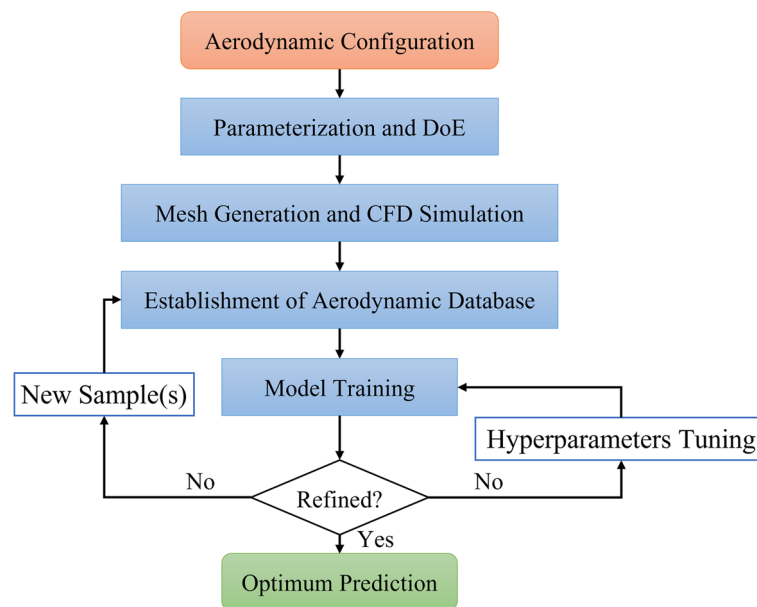 Aerodynamic Configuration
Parameterization and DoE
Mesh Generation and CFD Simulation
Establishment of Aerodynamic Database
Model Training
New Sample(s)
Hyperparameters Tuning
No
Refined?
No
Yes
Optimum Prediction